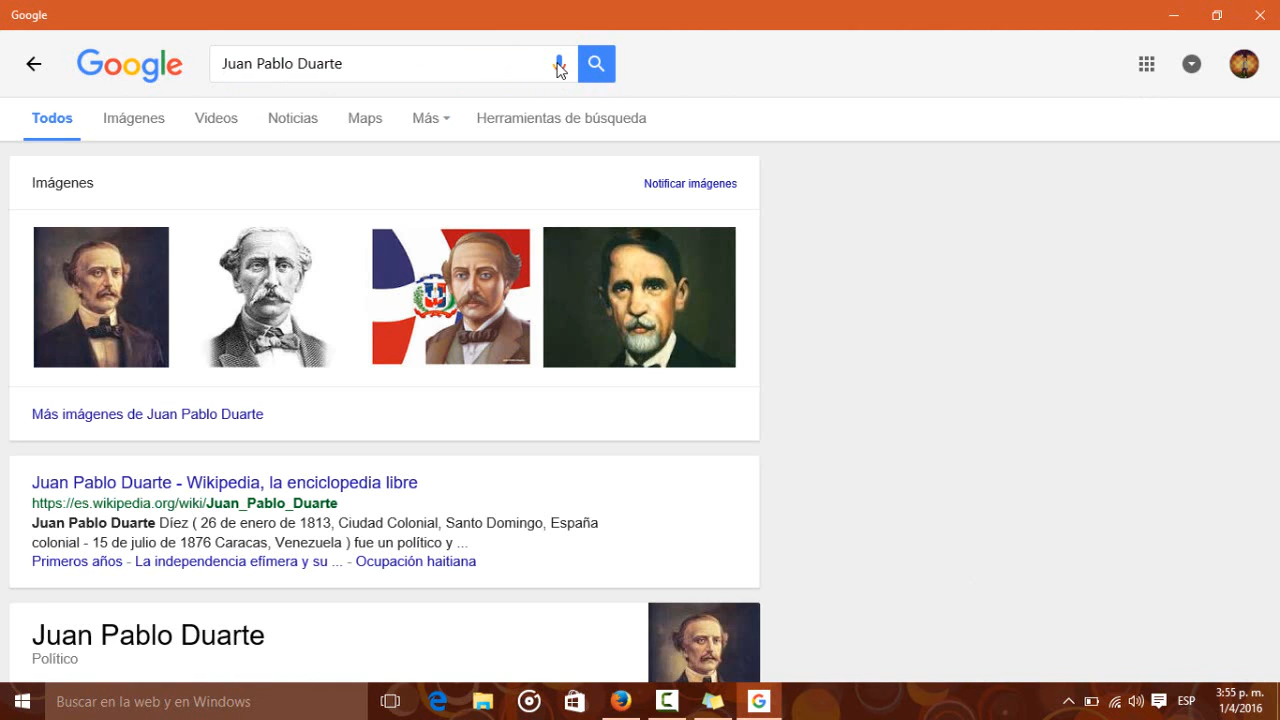 Google
Google
Juan Pablo Duarte
Todos
Imágenes
Videos
Noticias
Maps
Más
Herramientas de búsqueda
Imágenes
Notificar imágenes
Más imágenes de Juan Pablo Duarte
Juan Pablo Duarte - Wikipedia, la enciclopedia libre
https://es.wikipedia.org/wiki/Juan_Pablo_Duarte
Juan Pablo Duarte Díez ( 26 de enero de 1813, Ciudad Colonial, Santo Domingo, España
colonial - 15 de julio de 1876 Caracas, Venezuela ) fue un político y ...
Primeros años - La independencia efímera y su ... - Ocupación haitiana
Juan Pablo Duarte
Político
Buscar en la web y en Windows
ESP
3:55 p. m.
1/4/2016